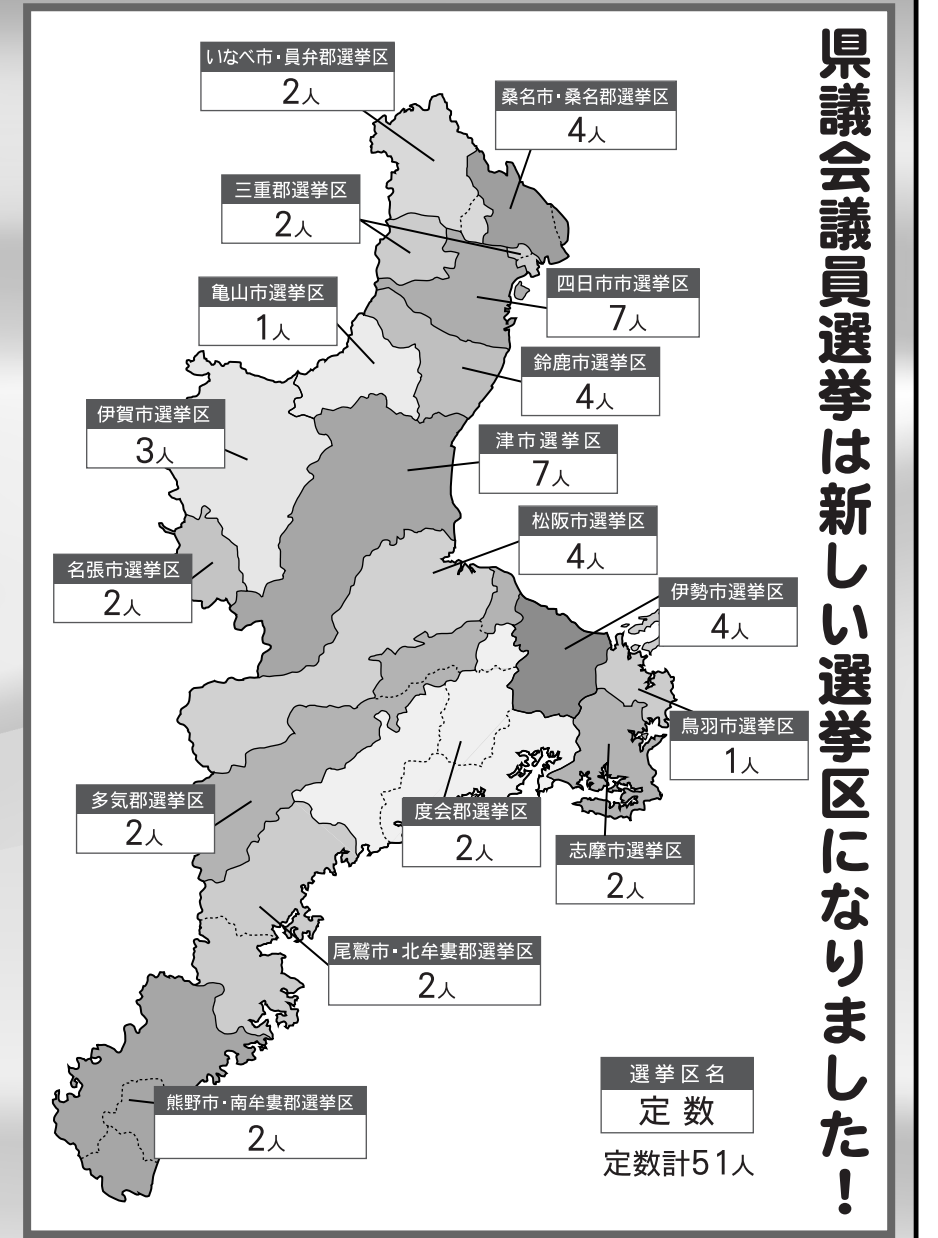 県議会議員選挙は新しい選挙区になりました！
いなべ市・員弁郡選挙区
2人
桑名市・桑名郡選挙区
4人
三重郡選挙区
2人
四日市市選挙区
7人
亀山市選挙区
1人
鈴鹿市選挙区
4人
伊賀市選挙区
3人
津市選挙区
7人
松阪市選挙区
4人
名張市選挙区
2人
伊勢市選挙区
4人
鳥羽市選挙区
1人
多気郡選挙区
2人
度会郡選挙区
2人
志摩市選挙区
2人
尾鷲市・北牟婁郡選挙区
2人
熊野市・南牟婁郡選挙区
2人
選挙区名
定数
定数計51人